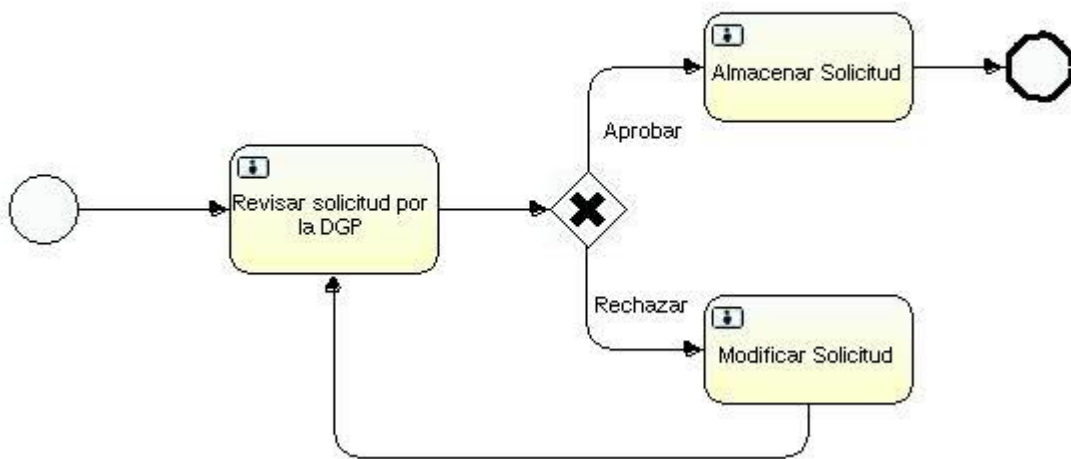 Almacenar Solicitud
Aprobar
Revisar solicitud por
la DGP
Rechazar
Modificar Solicitud